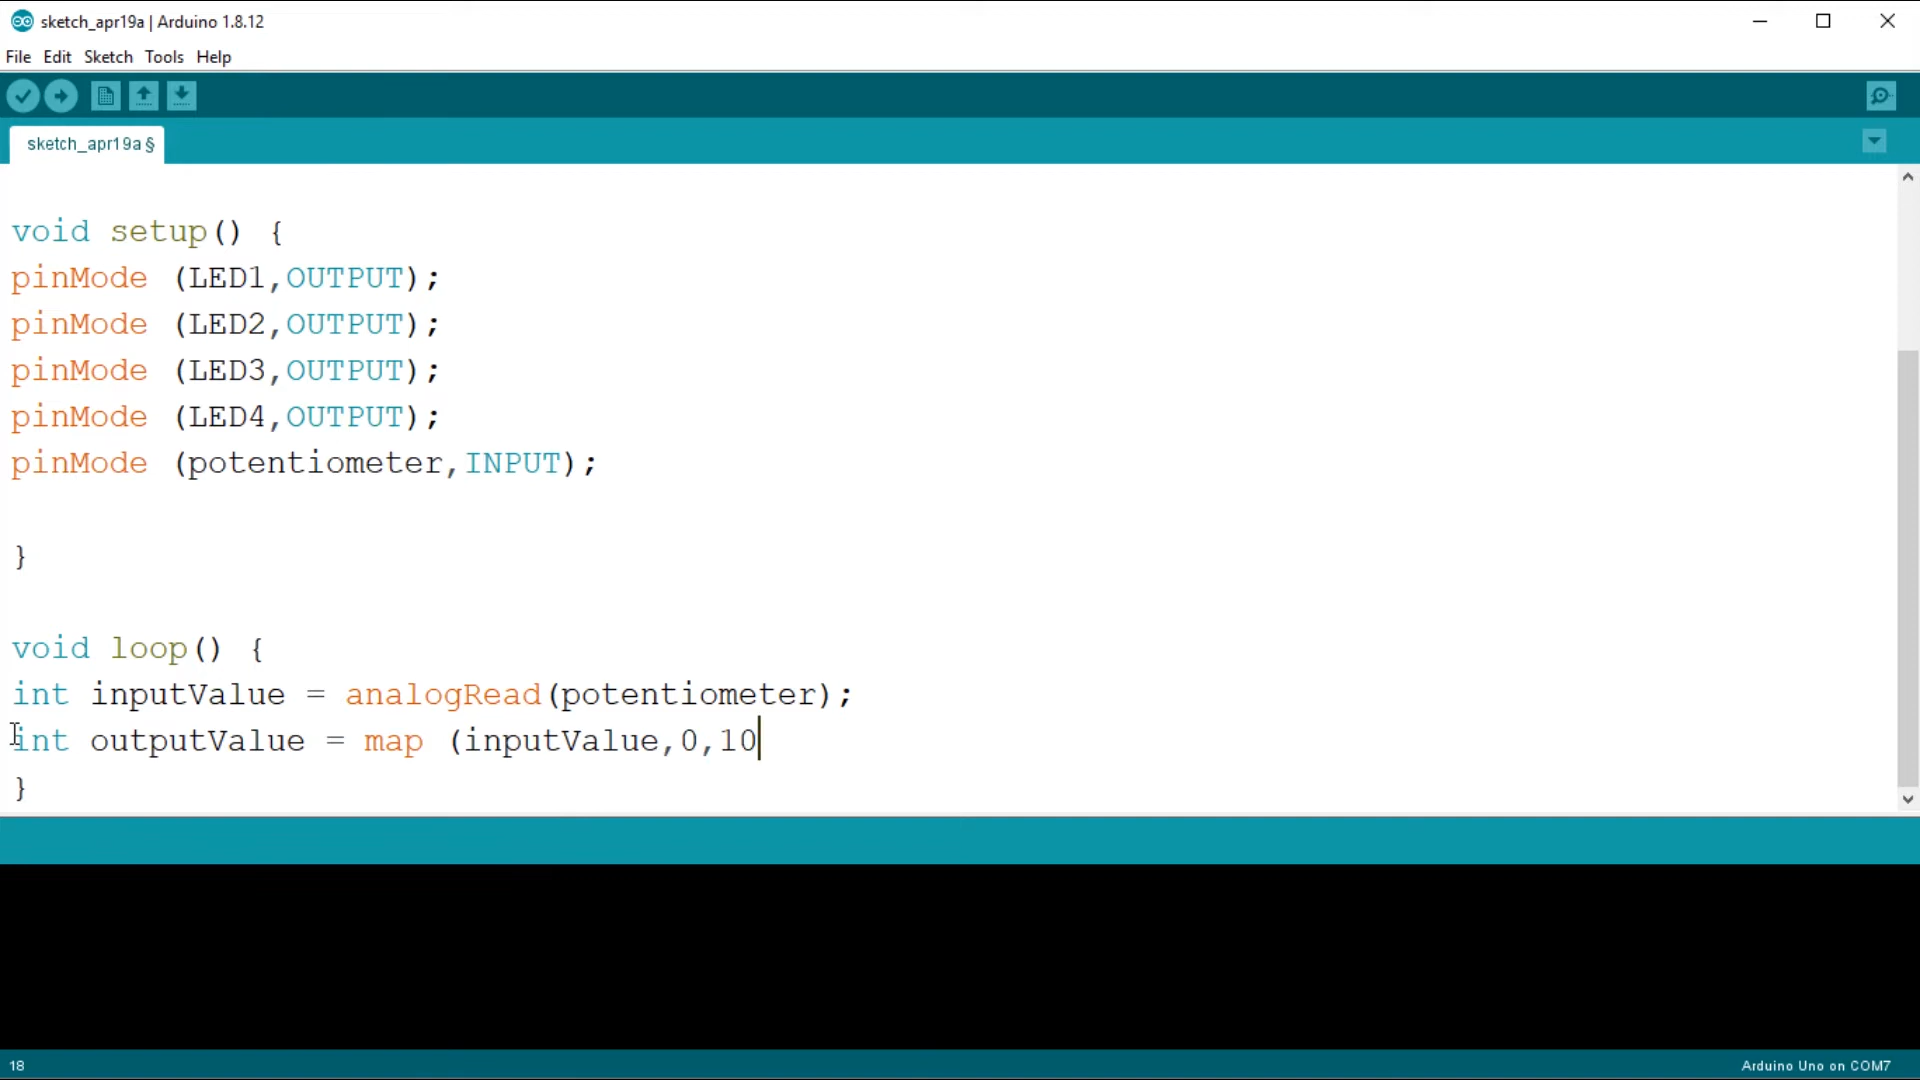 sketch_apr19a | Arduino 1.8.12
File Edit Sketch Tools Help
sketch_apr19a §
void setup() {
pinMode (LED1,OUTPUT);
pinMode (LED2,OUTPUT);
pinMode (LED3,OUTPUT);
pinMode (LED4,OUTPUT);
pinMode (potentiometer,INPUT);
}
void loop() {
int inputValue = analogRead(potentiometer);
int outputValue = map (inputValue,0,10
}
18
Arduino Uno on COM7